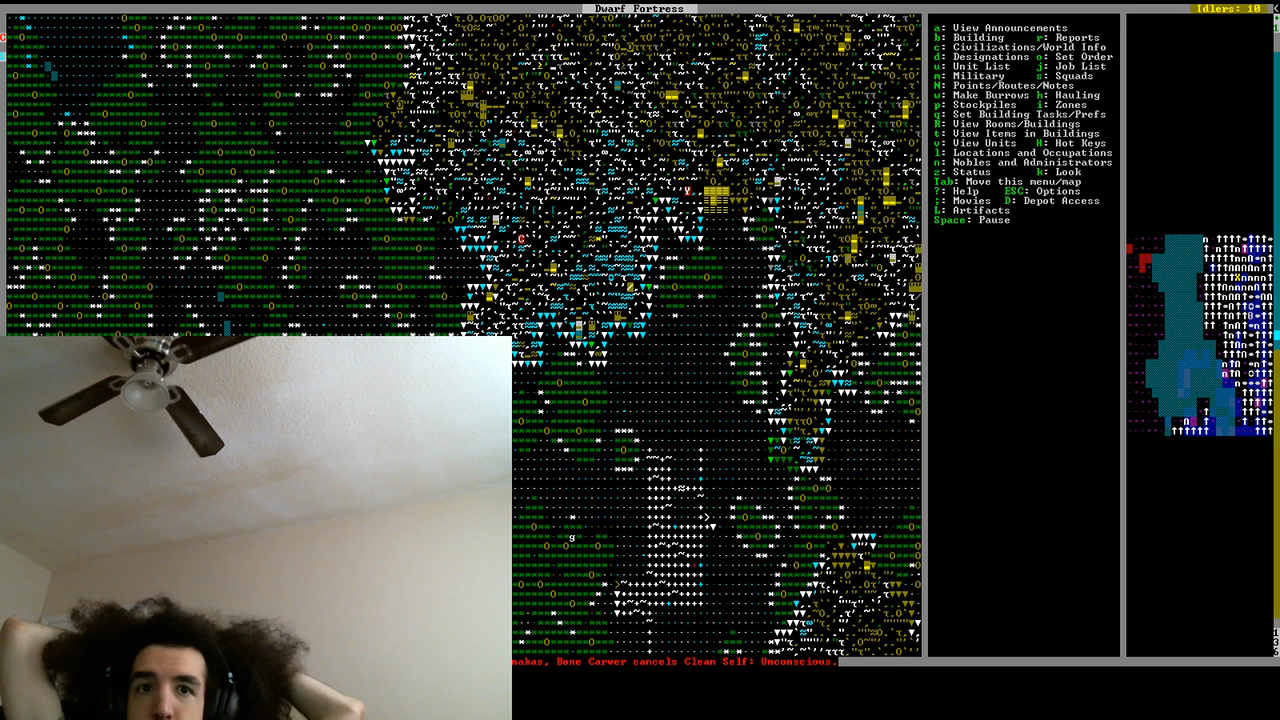 Dwarf Fortress
Idlers: 10
a: View Announcements
b: Building r: Reports
c: Civilizations/World Info
d: Designations o: Set Order
u: Unit List j: Job List
m: Military s: Squads
N: Points/Routes/Notes
w: Make Burrows h: Hauling
p: Stockpiles i: Zones
q: Set Building Tasks/Prefs
R: View Rooms/Buildings
t: View Items in Buildings
v: View Units H: Hot Keys
l: Locations and Occupations
n: Nobles and Administrators
z: Status k: Look
Tab: Move this menu/map
?: Help ESC: Options
;: Movies D: Depot Access
L: Artifacts
Space: Pause
makas, Bone Carver cancels Clean Self: Unconscious.